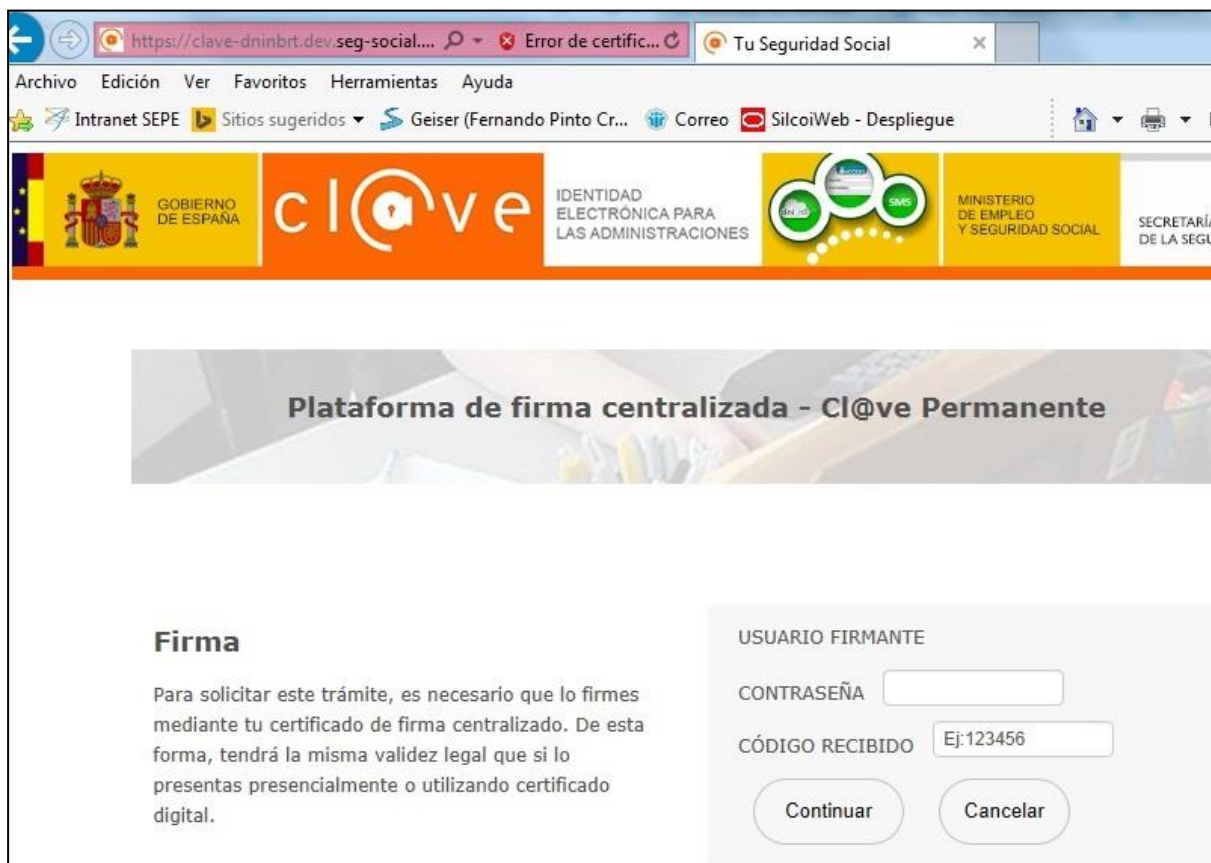 https://clave-dninbrt.dev.seg-social.... Error de certific... Tu Seguridad Social
Archivo Edición Ver Favoritos Herramientas Ayuda
Intranet SEPE Sitios sugeridos Geiser (Fernando Pinto Cr... Correo SilcoiWeb - Despliegue
GOBIERNO
DE ESPAÑA
cl@ve
IDENTIDAD
ELECTRÓNICA PARA
LAS ADMINISTRACIONES
SMS
MINISTERIO
DE EMPLEO
Y SEGURIDAD SOCIAL
SECRETARÍA
DE LA SEGU
Plataforma de firma centralizada - Cl@ve Permanente
Firma
Para solicitar este trámite, es necesario que lo firmes
mediante tu certificado de firma centralizado. De esta
forma, tendrá la misma validez legal que si lo
presentas presencialmente o utilizando certificado
digital.
USUARIO FIRMANTE
CONTRASEÑA
CÓDIGO RECIBIDO Ej:123456
Continuar Cancelar